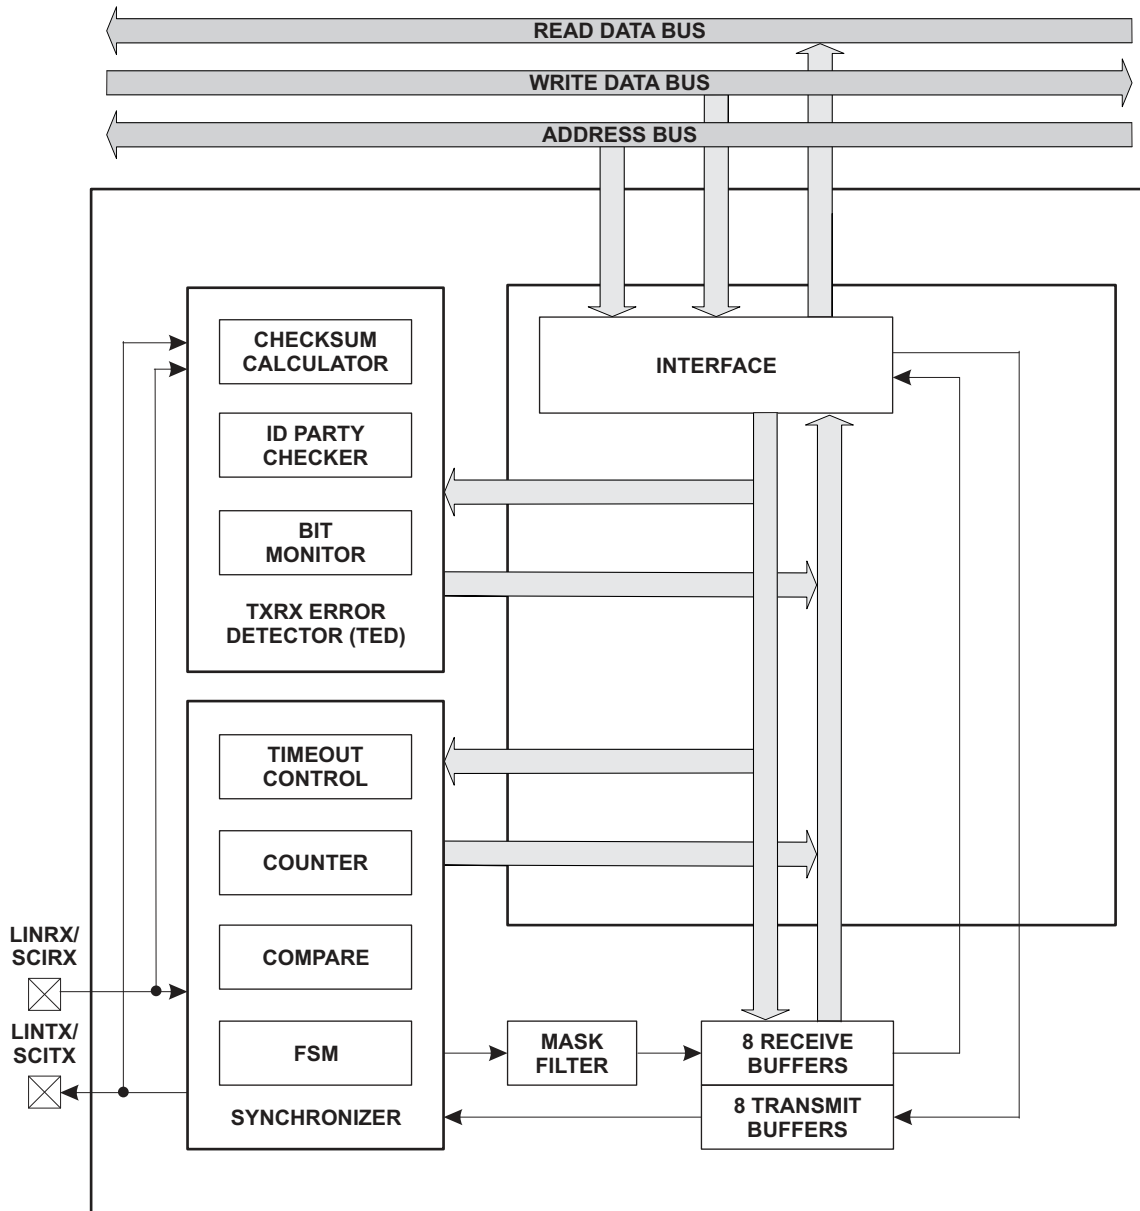 READ DATA BUS
WRITE DATA BUS
ADDRESS BUS
CHECKSUM
CALCULATOR
INTERFACE
ID PARTY
CHECKER
BIT
MONITOR
TXRX ERROR
DETECTOR (TED)
TIMEOUT
CONTROL
COUNTER
COMPARE
LINRX/
SCIRX
LINTX/
SCITX
FSM
SYNCHRONIZER
MASK
FILTER
8 RECEIVE
BUFFERS
8 TRANSMIT
BUFFERS